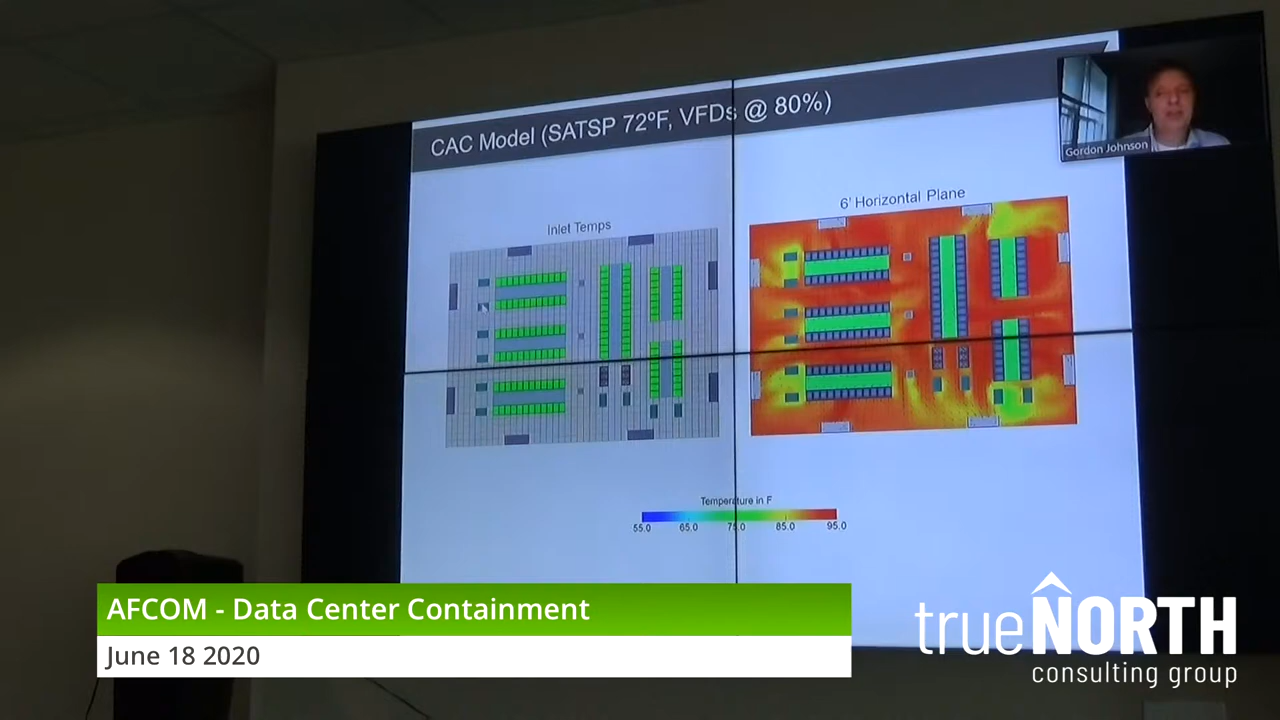 CAC Model (SATSP 72ºF, VFDs @ 80%)
Gordon Johnson
6' Horizontal Plane
Inlet Temps
Temperature in F
55.0 65.0 75.0 85.0 95.0
AFCOM - Data Center Containment
June 18 2020
trueNORTH
consulting group